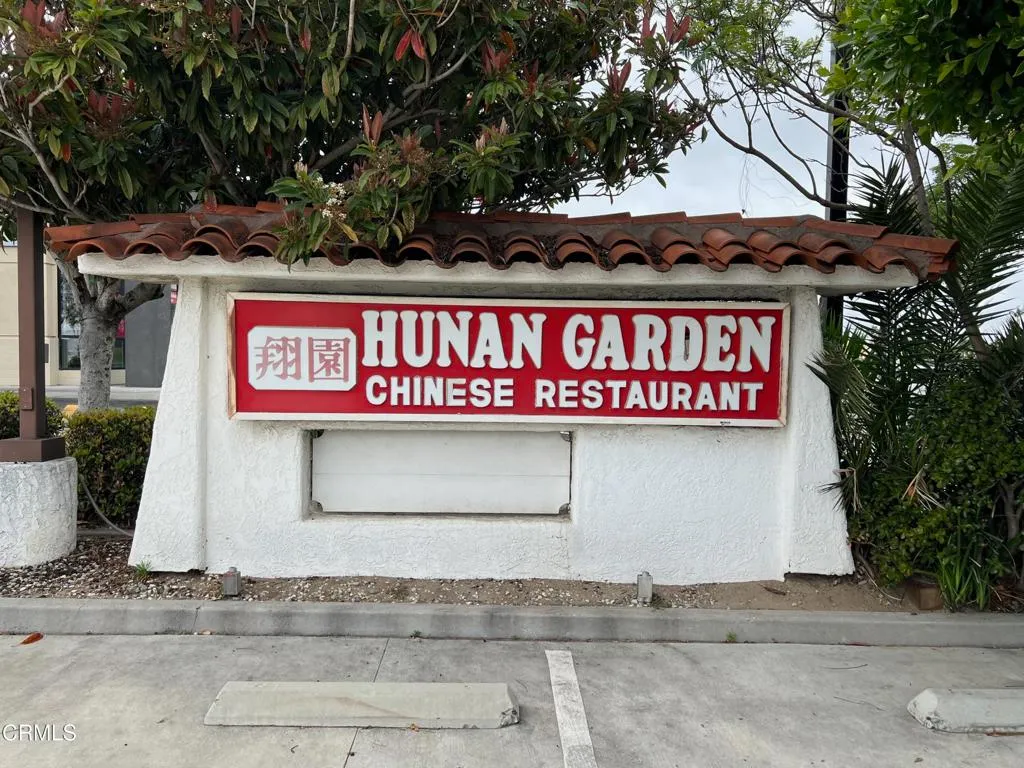 翔園
HUNAN GARDEN
CHINESE RESTAURANT
CRMLS